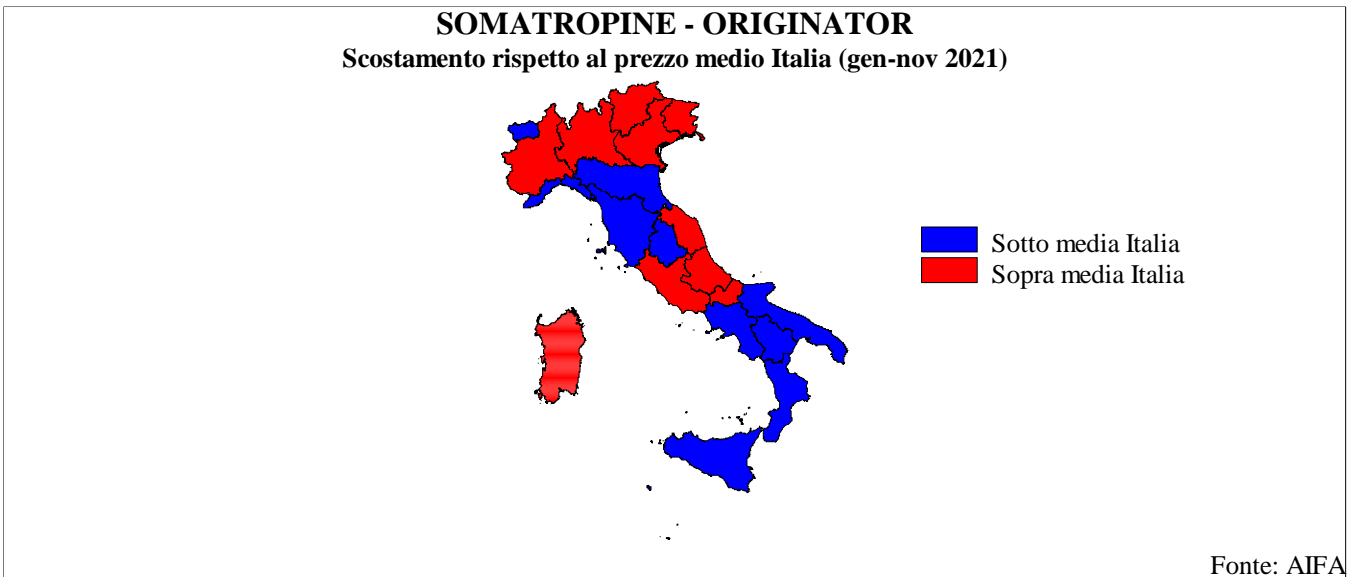 SOMATROPINE - ORIGINATOR
Scostamento rispetto al prezzo medio Italia (gen-nov 2021)
Sotto media Italia
Sopra media Italia
Fonte: AIFA